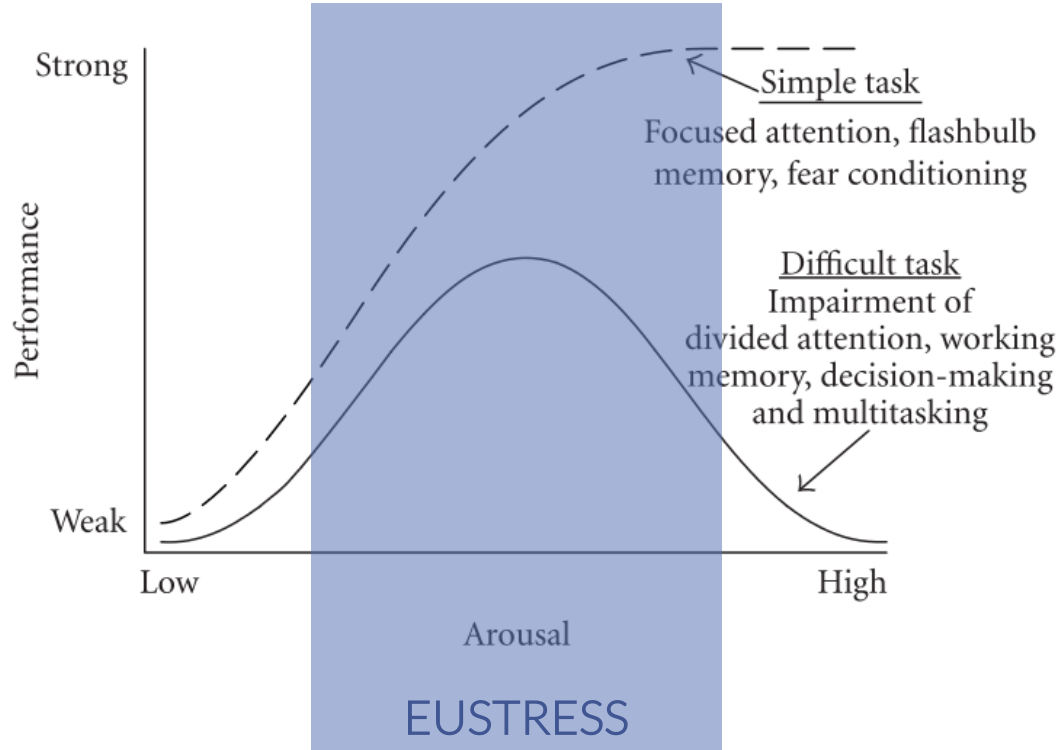 Strong
Simple task
Focused attention, flashbulb
memory, fear conditioning
Performance
Difficult task
Impairment of
divided attention, working
memory, decision-making
and multitasking
Weak
Low
High
Arousal
EUSTRESS